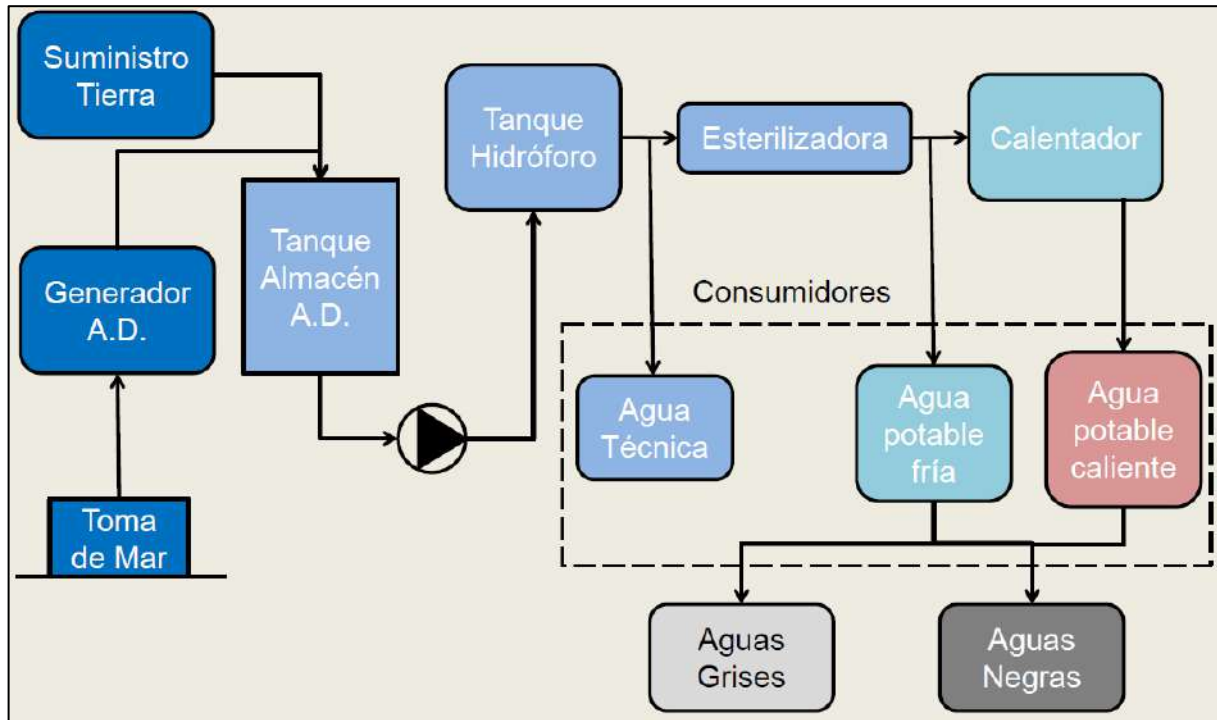 Suministro
Tierra
Tanque
Hidróforo
Esterilizadora
Calentador
Tanque
Almacén
A.D.
Generador
A.D.
Consumidores
Agua
Técnica
Agua
potable
fría
Agua
potable
caliente
Toma
de Mar
Aguas
Grises
Aguas
Negras